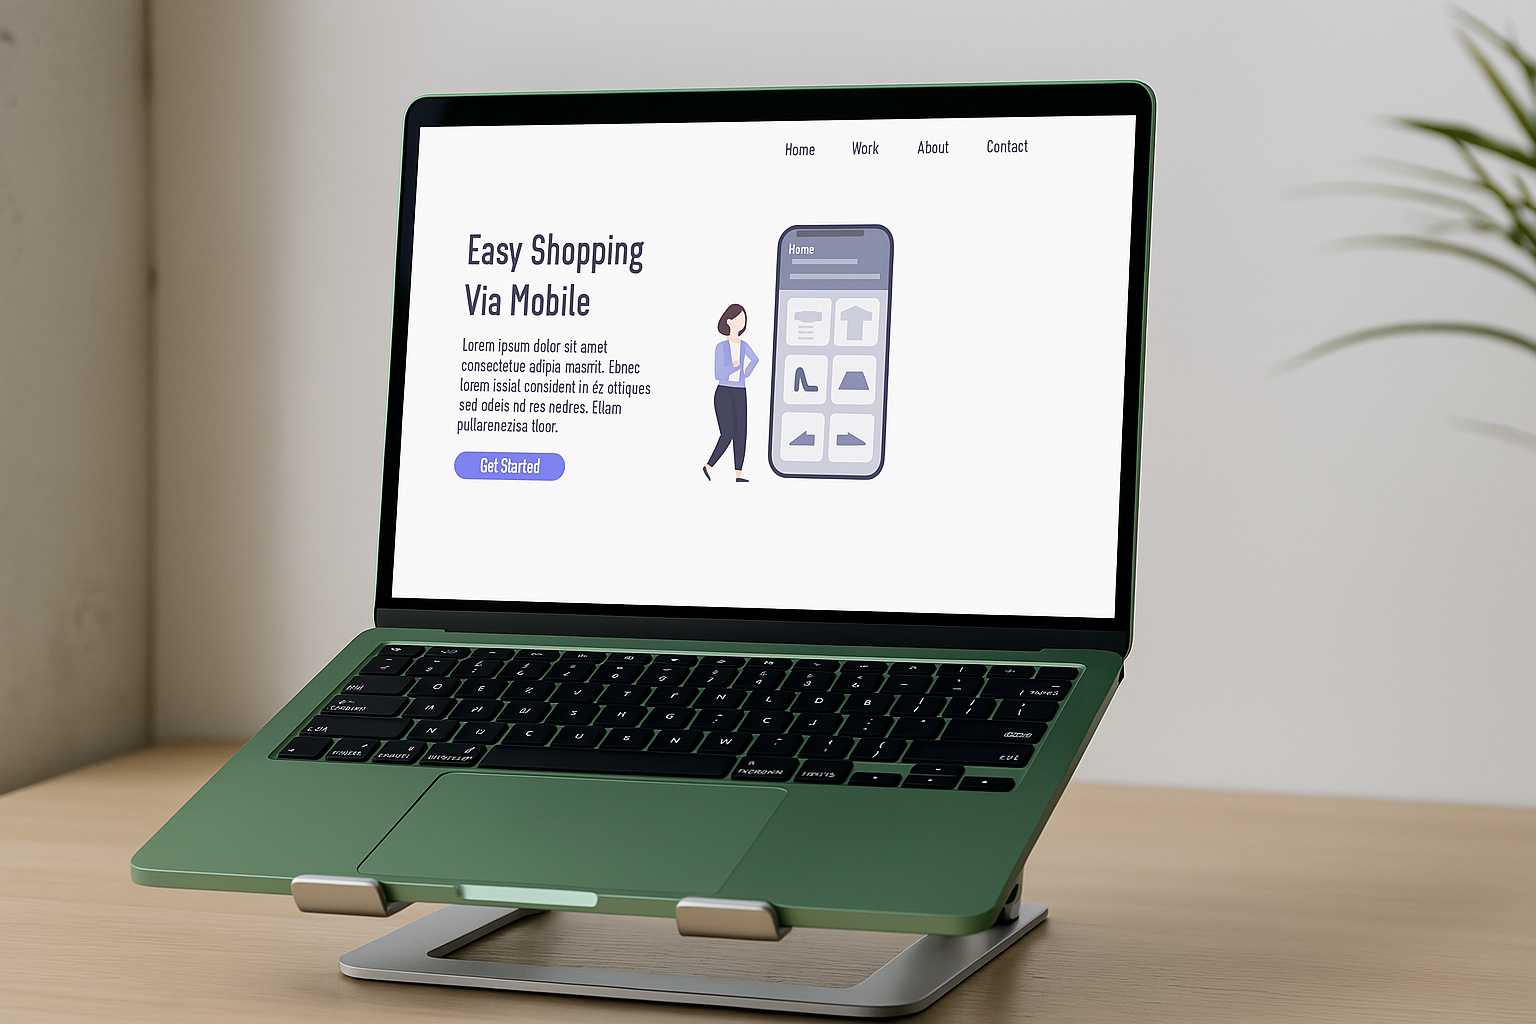 Home Work About Contact
Easy Shopping
Via Mobile
Lorem ipsum dolor sit amet
consectetue adipia masrrit. Ebnec
lorem issial consident in éz ottiques
sed odeis nd res nedres. Ellam
pullarenezisa tloor.
Get Started
Home